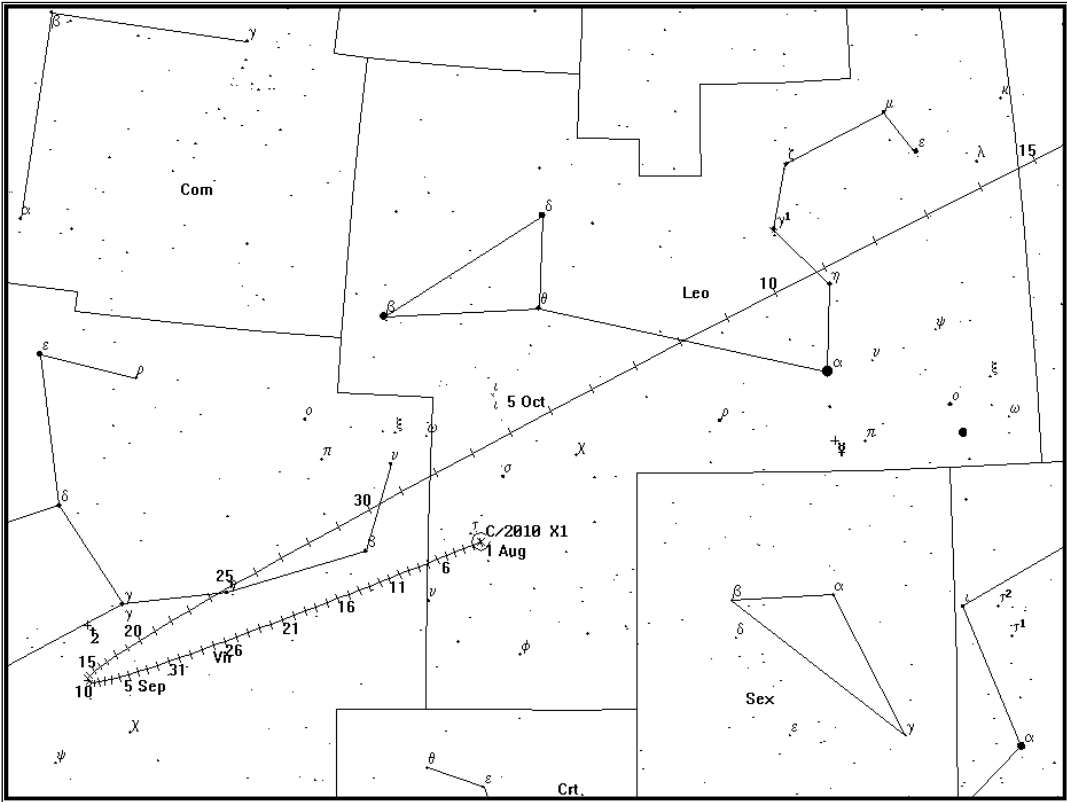 β
γ
κ
μ
ε
λ
15
ζ
Com
α
γ1
δ
η
10
Leo
β
θ
ψ
ε
υ
α
ξ
ρ
ι
ι
5 Oct
ο
ω
ο
ξ
ω
ρ
π
χ
π
☿
ν
σ
δ
30
τ
C/2010 X1
1 Aug
β
6
25
η
11
γ
γ
υ
16
β
α
ι
τ2
♄
2
20
21
δ
τ1
26
φ
15
Vir
31
10
5 Sep
Sex
χ
ε
γ
α
ψ
θ
ε
Crt